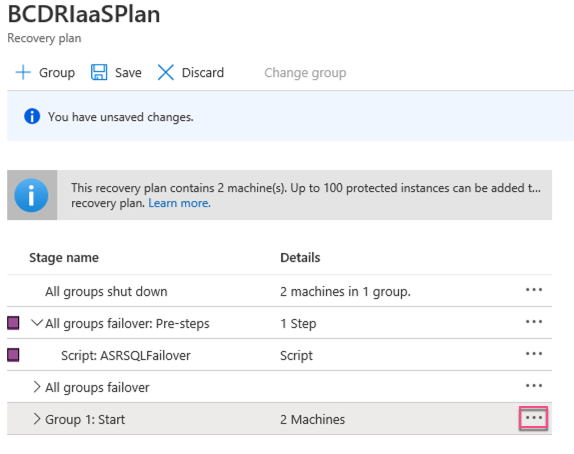 BCDRIaaSPlan
Recovery plan
Group Save Discard Change group
You have unsaved changes.
This recovery plan contains 2 machine(s). Up to 100 protected instances can be added t...
recovery plan. Learn more.
Stage name Details
All groups shut down 2 machines in 1 group. ...
All groups failover: Pre-steps 1 Step ...
Script: ASRSQLFailover Script ...
All groups failover ...
Group 1: Start 2 Machines ...